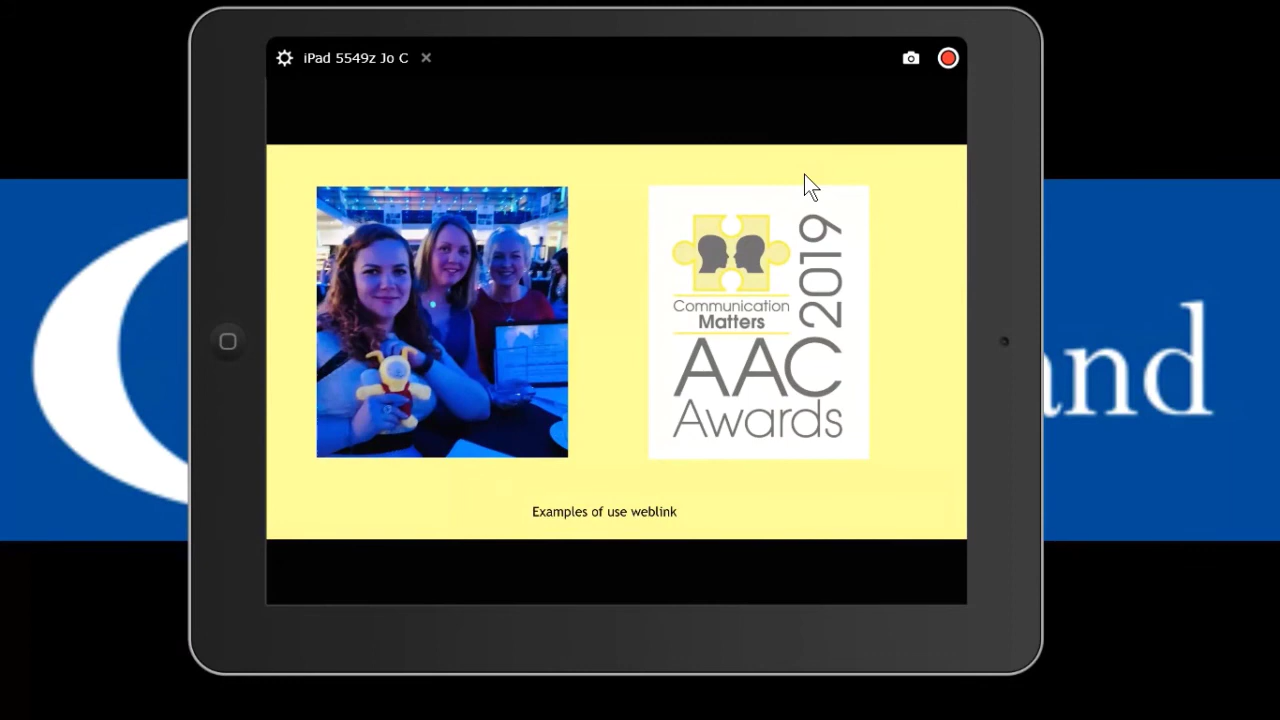 iPad 5549z Jo C
Communication
Matters
2019
AAC
Awards
Examples of use weblink
and